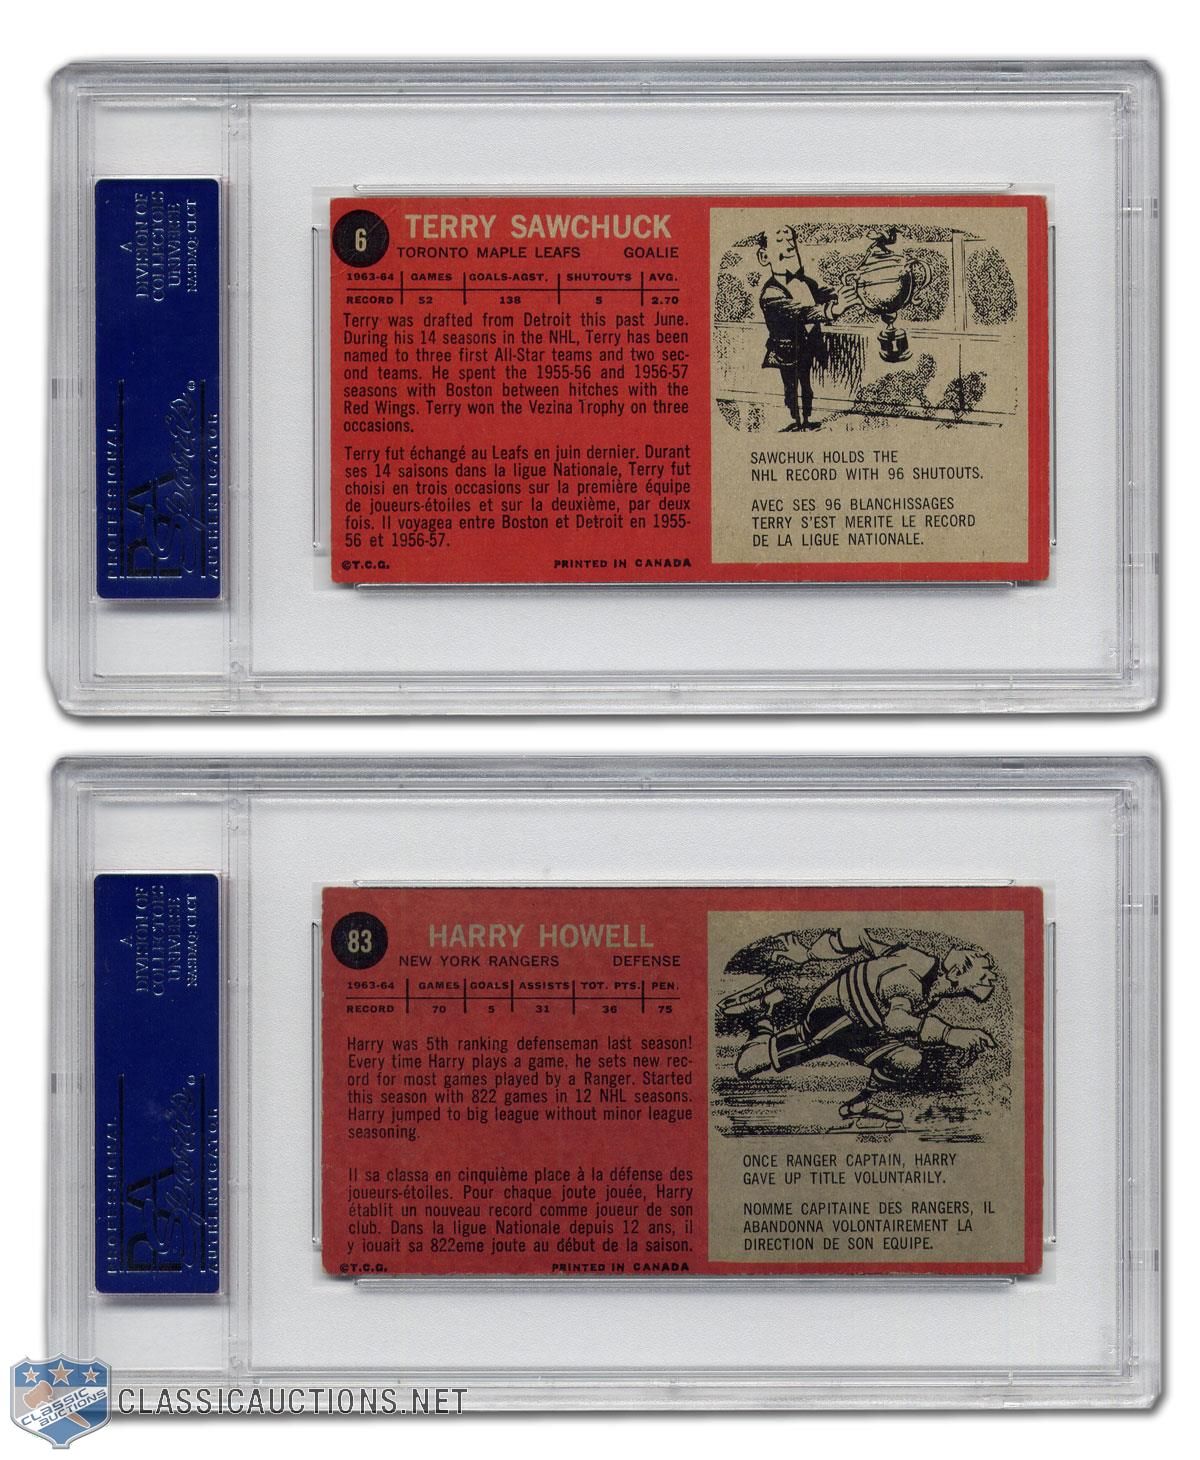 A
DIVISION OF
COLLECTORS
UNIVERSE
NASDAQ: CLCT
PROFESSIONAL
PSA
Sports
AUTHENTICATOR
6 TERRY SAWCHUCK
TORONTO MAPLE LEAFS GOALIE
1963-64 GAMES GOALS-AGST. SHUTOUTS AVG.
RECORD 52 138 5 2.70
Terry was drafted from Detroit this past June.
During his 14 seasons in the NHL, Terry has been
named to three first All-Star teams and two sec-
ond teams. He spent the 1955-56 and 1956-57
seasons with Boston between hitches with the
Red Wings. Terry won the Vezina Trophy on three
occasions.
Terry fut échangé au Leafs en juin dernier. Durant
ses 14 saisons dans la ligue Nationale, Terry fut
choisi en trois occasions sur la première équipe
de joueurs-étoiles et sur la deuxième, par deux
fois. Il voyagea entre Boston et Detroit en 1955-
56 et 1956-57.
©T.C.G. PRINTED IN CANADA
SAWCHUK HOLDS THE
NHL RECORD WITH 96 SHUTOUTS.
AVEC SES 96 BLANCHISSAGES
TERRY S'EST MERITE LE RECORD
DE LA LIGUE NATIONALE.
A
DIVISION OF
COLLECTORS
UNIVERSE
NASDAQ: CLCT
PROFESSIONAL
PSA
Sports
AUTHENTICATOR
83 HARRY HOWELL
NEW YORK RANGERS DEFENSE
1963-64 GAMES GOALS ASSISTS TOT. PTS. PEN.
RECORD 70 5 31 36 75
Harry was 5th ranking defenseman last season!
Every time Harry plays a game, he sets new rec-
ord for most games played by a Ranger. Started
this season with 822 games in 12 NHL seasons.
Harry jumped to big league without minor league
seasoning.
Il sa classa en cinquième place à la défense des
joueurs-étoiles. Pour chaque joute jouée, Harry
établit un nouveau record comme joueur de son
club. Dans la ligue Nationale depuis 12 ans, il
y jouait sa 822eme joute au début de la saison.
©T.C.G. PRINTED IN CANADA
ONCE RANGER CAPTAIN, HARRY
GAVE UP TITLE VOLUNTARILY.
NOMME CAPITAINE DES RANGERS, IL
ABANDONNA VOLONTAIREMENT LA
DIRECTION DE SON EQUIPE.
CLASSIC
AUCTIONS
CLASSICAUCTIONS.NET